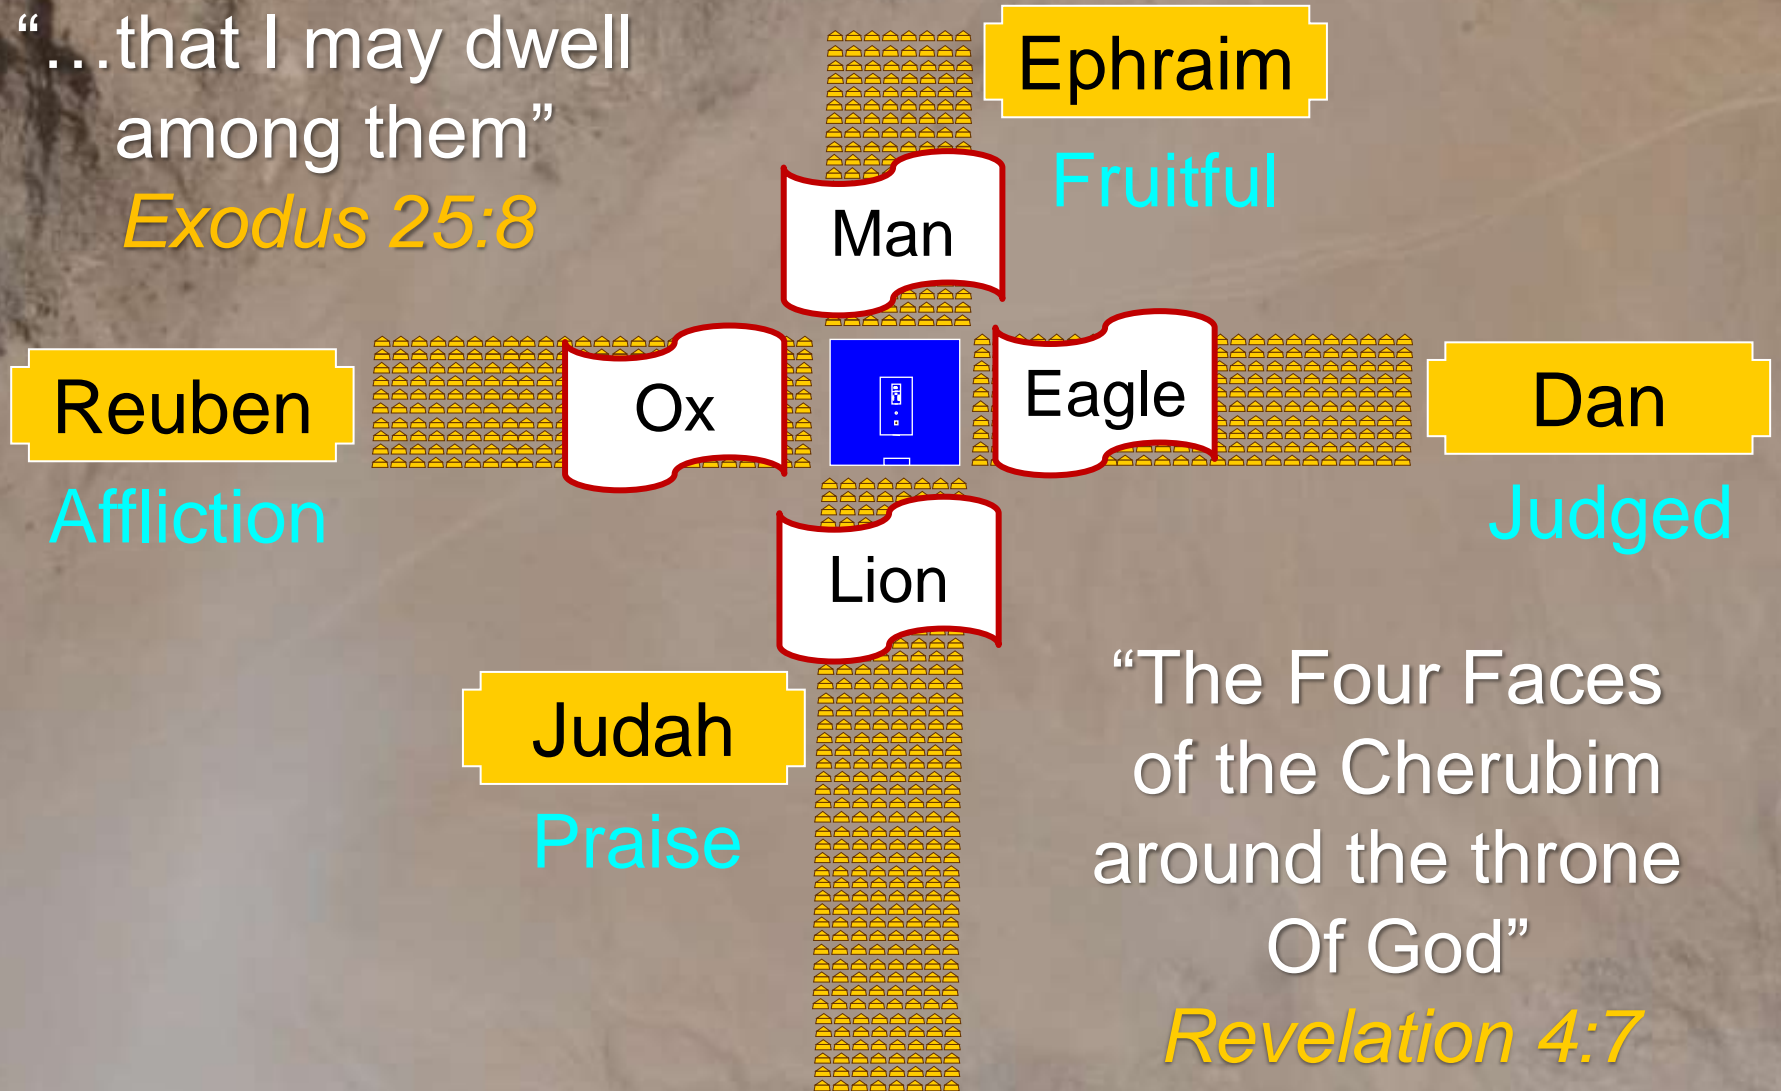 “…that I may dwell
among them”
Exodus 25:8
Ephraim
Fruitful
Man
Reuben
Affliction
Ox
Eagle
Dan
Judged
Lion
Judah
Praise
“The Four Faces
of the Cherubim
around the throne
Of God”
Revelation 4:7